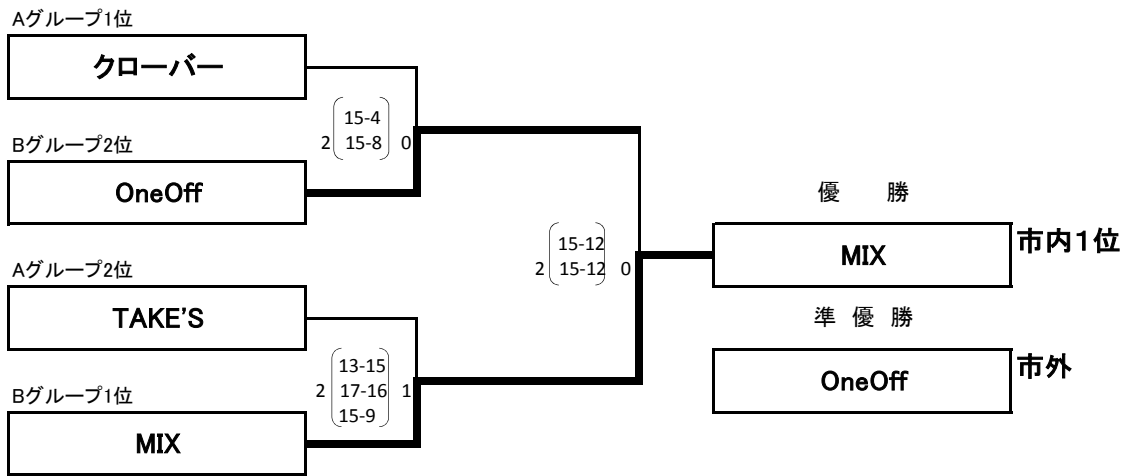 Aグループ1位
クローバー
2 15-4 0
15-8
Bグループ2位
OneOff
Aグループ2位
TAKE'S
2 13-15 1
17-16
15-9
Bグループ1位
MIX
2 15-12 0
15-12
優 勝
MIX
市内1位
準 優 勝
OneOff
市外